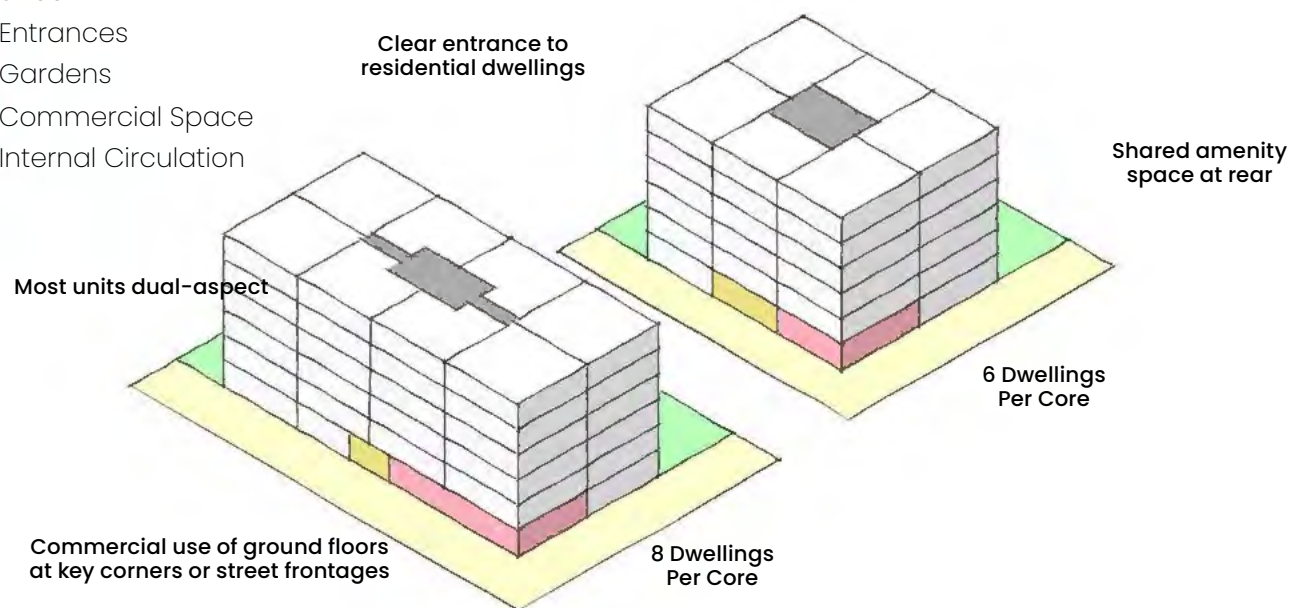 Entrances
Gardens
Commercial Space
Internal Circulation
Clear entrance to
residential dwellings
Shared amenity
space at rear
Most units dual-aspect
6 Dwellings
Per Core
Commercial use of ground floors
at key corners or street frontages
8 Dwellings
Per Core